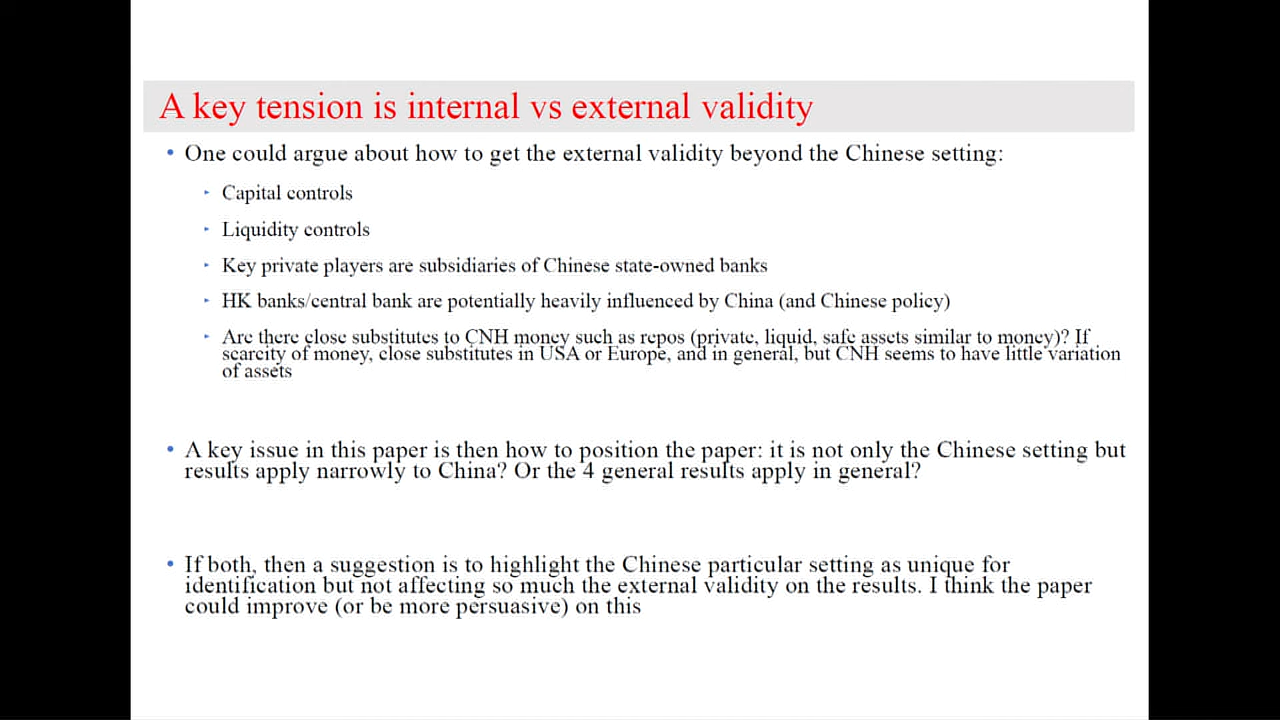 A key tension is internal vs external validity
• One could argue about how to get the external validity beyond the Chinese setting:
‣ Capital controls
‣ Liquidity controls
‣ Key private players are subsidiaries of Chinese state-owned banks
‣ HK banks/central bank are potentially heavily influenced by China (and Chinese policy)
‣ Are there close substitutes to CNH money such as repos (private, liquid, safe assets similar to money)? If
scarcity of money, close substitutes in USA or Europe, and in general, but CNH seems to have little variation
of assets
• A key issue in this paper is then how to position the paper: it is not only the Chinese setting but
results apply narrowly to China? Or the 4 general results apply in general?
• If both, then a suggestion is to highlight the Chinese particular setting as unique for
identification but not affecting so much the external validity on the results. I think the paper
could improve (or be more persuasive) on this